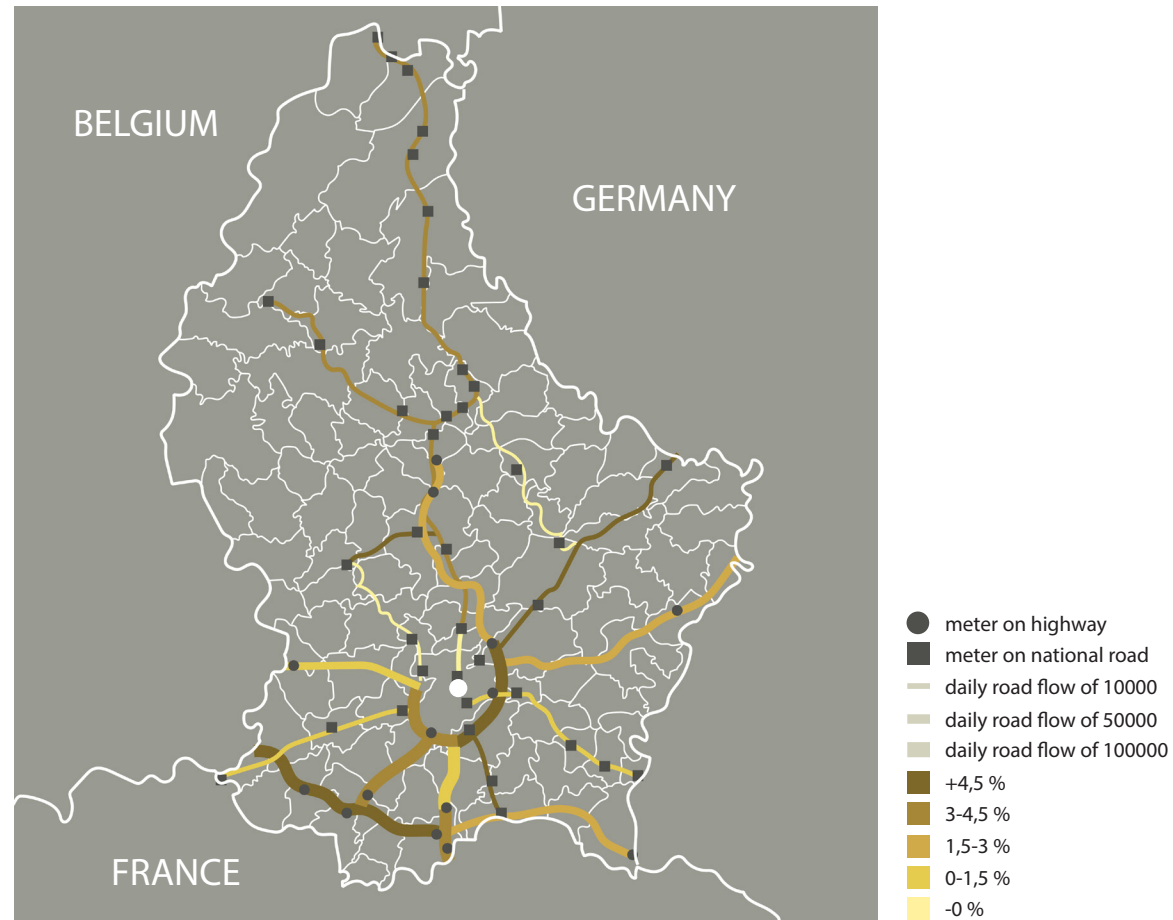 BELGIUM
GERMANY
FRANCE
meter on highway
meter on national road
daily road flow of 10000
daily road flow of 50000
daily road flow of 100000
+4,5 %
3-4,5 %
1,5-3 %
0-1,5 %
-0 %